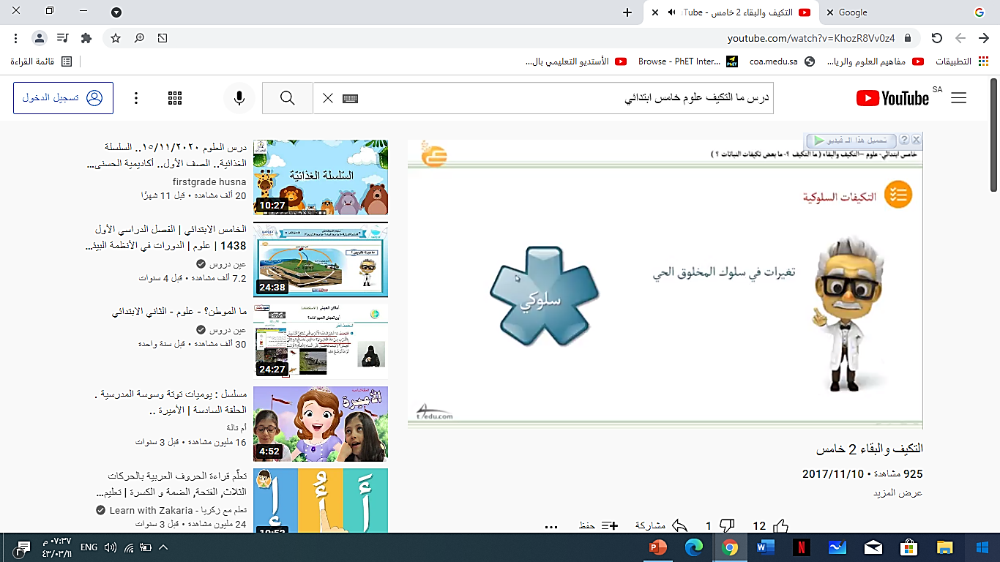 Google
التكيف والبقاء 2 خامس - Tube
youtube.com/watch?v=KhozR8Vv0z4
التطبيقات
مفاهيم العلوم والريا...
coa.medu.sa
Browse - PhET Inter...
الأستديو التعليمي بال...
قائمة القراءة
YouTube SA
درس ما التكيف علوم خامس ابتدائي
تسجيل الدخول
تحميل هذا الـ فيديو
خامس ابتدائي- علوم –التكيف والبقاء ( ما التكيف ؟- ما بعض تكيفات النباتات ؟ )
التكيفات السلوكية
تغيرات في سلوك المخلوق الحي
سلوكي
t4edu.com
التكيف والبقاء 2 خامس
925 مشاهدة • 2017/11/10
عرض المزيد
12
1
مشاركة
حفظ
السّلسلة الغذائيّة
10:27
درس العلوم ١٥/١١/٢٠٢٠.. السلسلة
الغذائية.. الصف الأول.. أكاديمية الحسنى...
firstgrade husna
20 ألف مشاهدة • قبل 11 شهرًا
24:38
الخامس الابتدائي | الفصل الدراسي الأول
1438 | علوم | الدورات في الأنظمة البيئ...
عين دروس
7.2 ألف مشاهدة • قبل 4 سنوات
أماكن العيش
أين تعيش الحيوانات؟
24:27
ما الموطن؟ - علوم - الثاني الابتدائي
عين دروس
30 ألف مشاهدة • قبل سنة واحدة
الأميرة
4:52
مسلسل : يوميات توتة وسوسة المدرسية .
الحلقة السادسة | الأميرة ..
أم تالة
16 مليون مشاهدة • قبل 3 سنوات
أَ
أُ
إِ
تعلّم قراءة الحروف العربية بالحركات
الثلاث, الفتحة, الضمة و الكسرة | تعليم...
تعلم مع زكريا - Learn with Zakaria
24 مليون مشاهدة • قبل 3 سنوات
ENG
٠٧:٣٧ م
٤٣/٠٣/١١